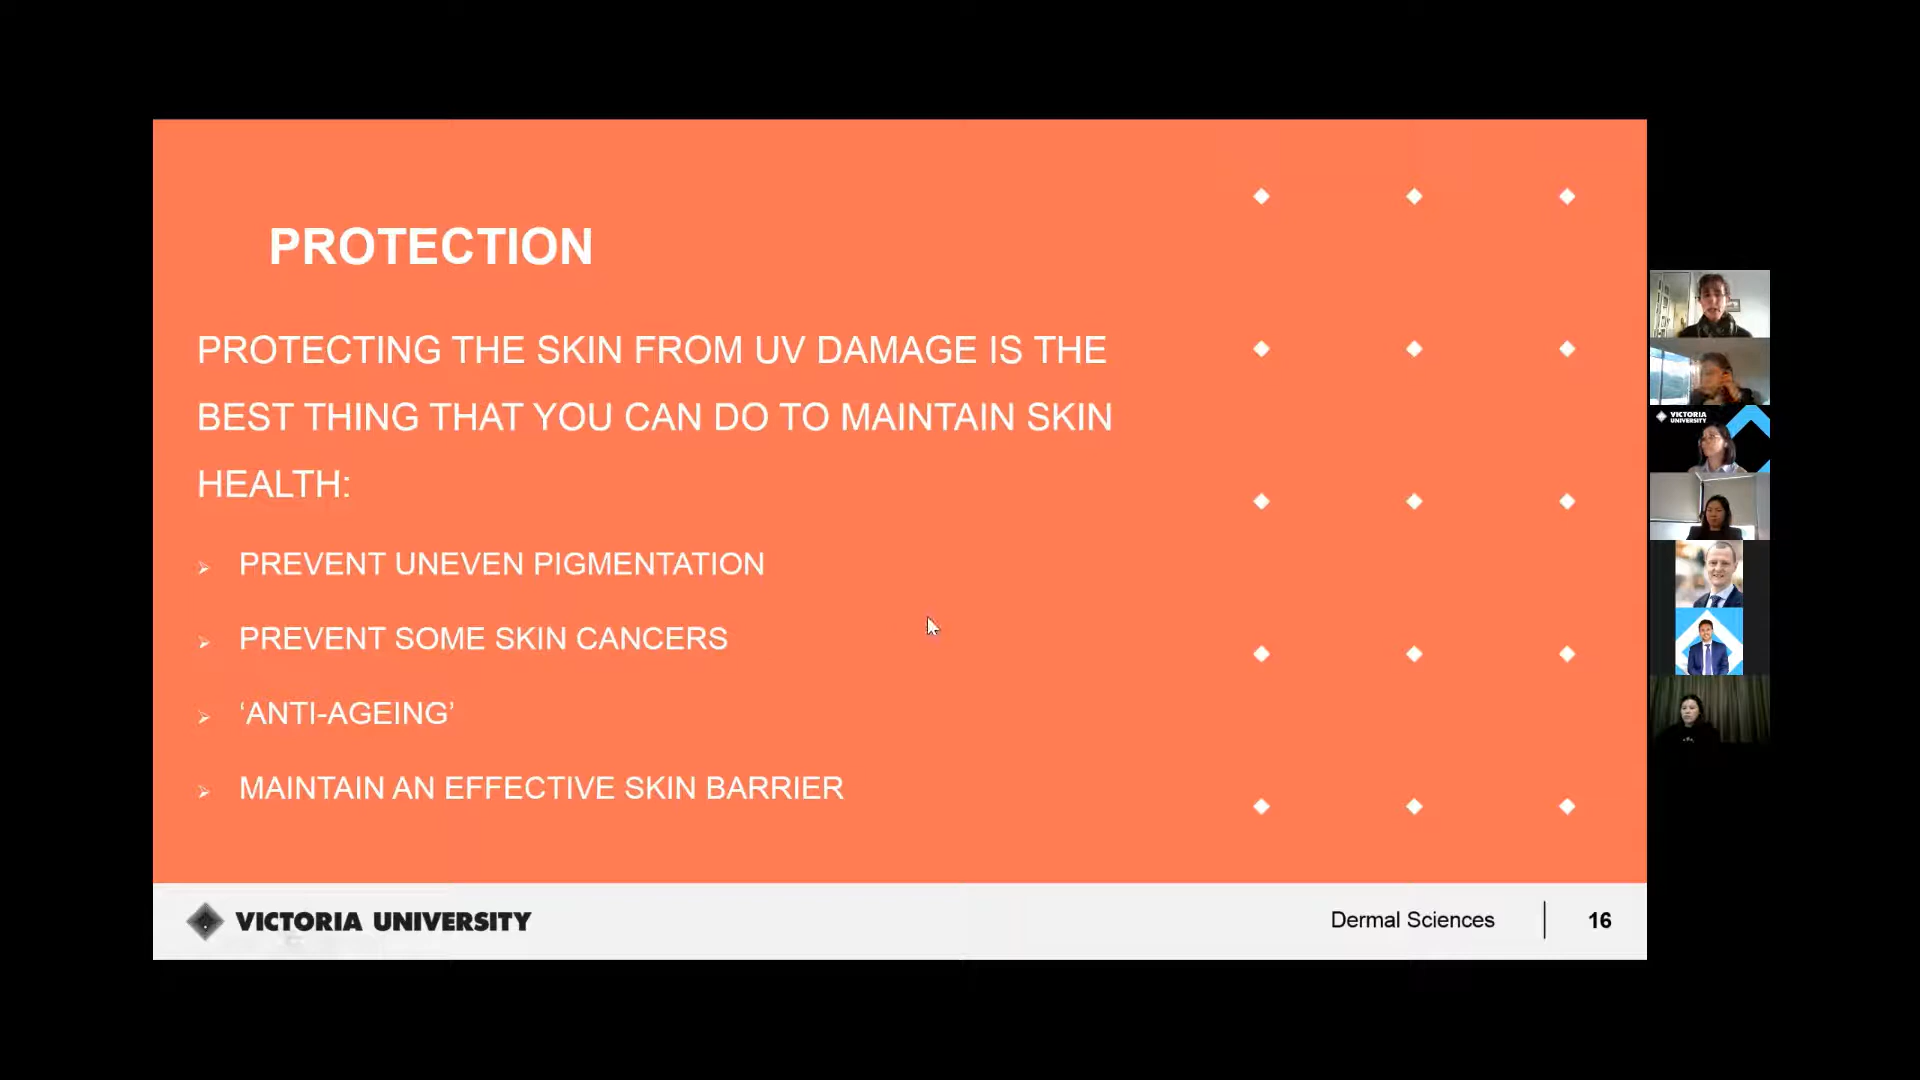 PROTECTION
PROTECTING THE SKIN FROM UV DAMAGE IS THE
BEST THING THAT YOU CAN DO TO MAINTAIN SKIN
HEALTH:
PREVENT UNEVEN PIGMENTATION
PREVENT SOME SKIN CANCERS
‘ANTI-AGEING’
MAINTAIN AN EFFECTIVE SKIN BARRIER
VICTORIA UNIVERSITY
Dermal Sciences
16
VICTORIA
UNIVERSITY